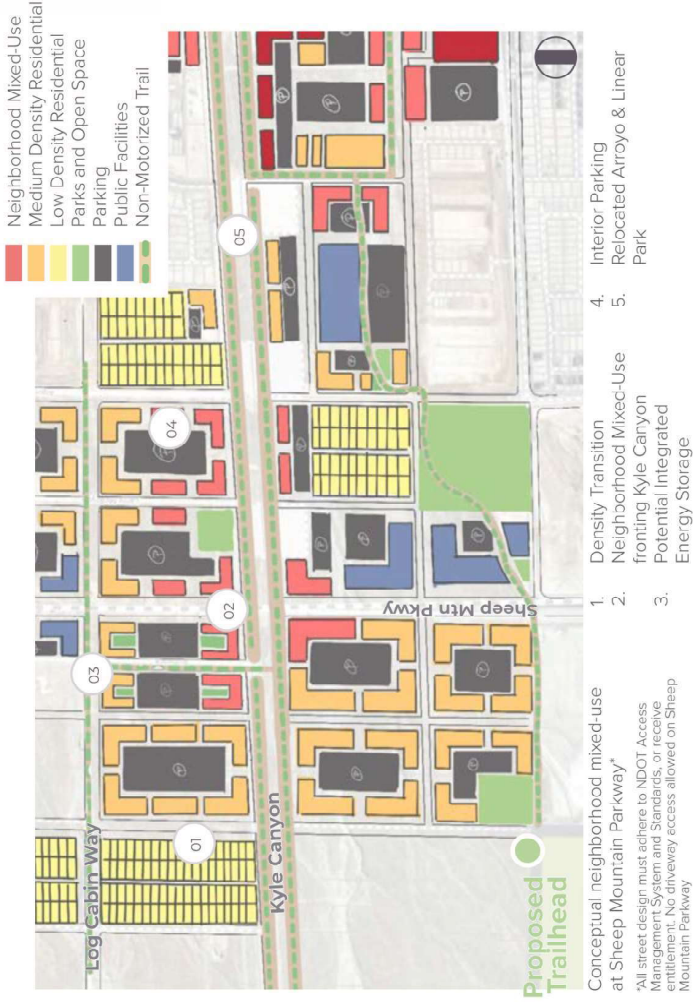 Neighborhood Mixed-Use
Medium Density Residential
Low Density Residential
Parks and Open Space
Parking
Public Facilities
Non-Motorized Trail
05
04
02
03
01
Sheep Mtn Pkwy
Log Cabin Way
Kyle Canyon
Proposed
Trailhead
Conceptual neighborhood mixed-use
at Sheep Mountain Parkway*
*All street design must adhere to NDOT Access
Management System and Standards, or receive
entitlement. No driveway access allowed on Sheep
Mountain Parkway
1. Density Transition
2. Neighborhood Mixed-Use
fronting Kyle Canyon
3. Potential Integrated
Energy Storage
4. Interior Parking
5. Relocated Arroyo & Linear
Park